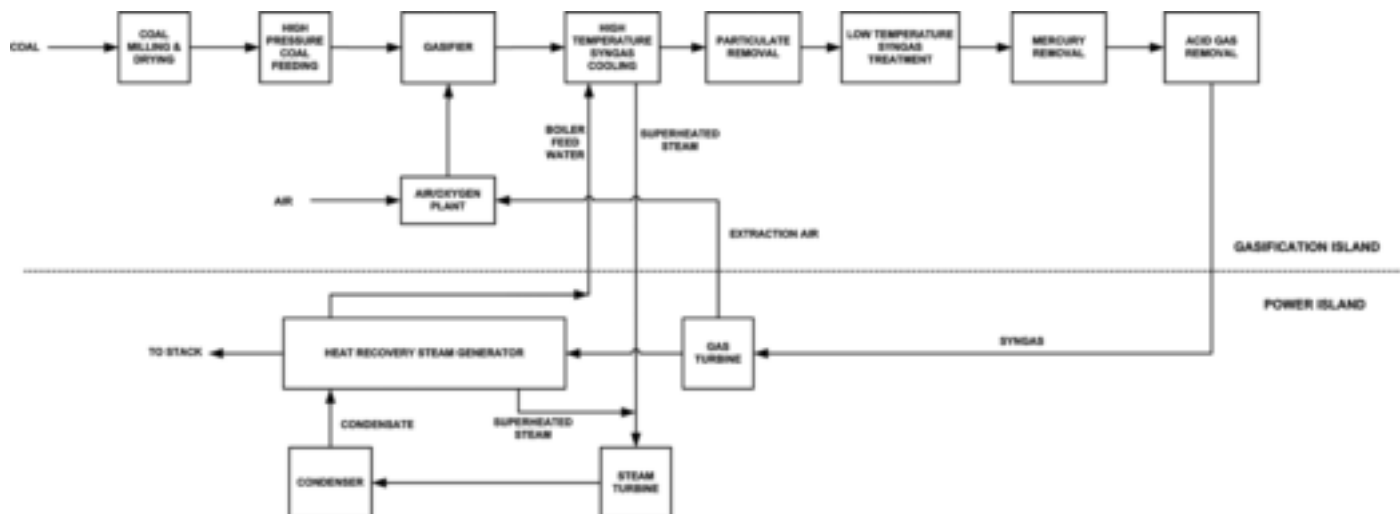 COAL
COAL
MILLING &
DRYING
HIGH
PRESSURE
COAL
FEEDING
GASIFIER
HIGH
TEMPERATURE
SYNGAS
COOLING
PARTICULATE
REMOVAL
LOW TEMPERATURE
SYNGAS
TREATMENT
MERCURY
REMOVAL
ACID GAS
REMOVAL
BOILER
FEED
WATER
SUPERHEATED
STEAM
AIR
AIR/OXYGEN
PLANT
EXTRACTION AIR
GASIFICATION ISLAND
POWER ISLAND
TO STACK
HEAT RECOVERY STEAM GENERATOR
GAS
TURBINE
SYNGAS
CONDENSATE
SUPERHEATED
STEAM
CONDENSER
STEAM
TURBINE